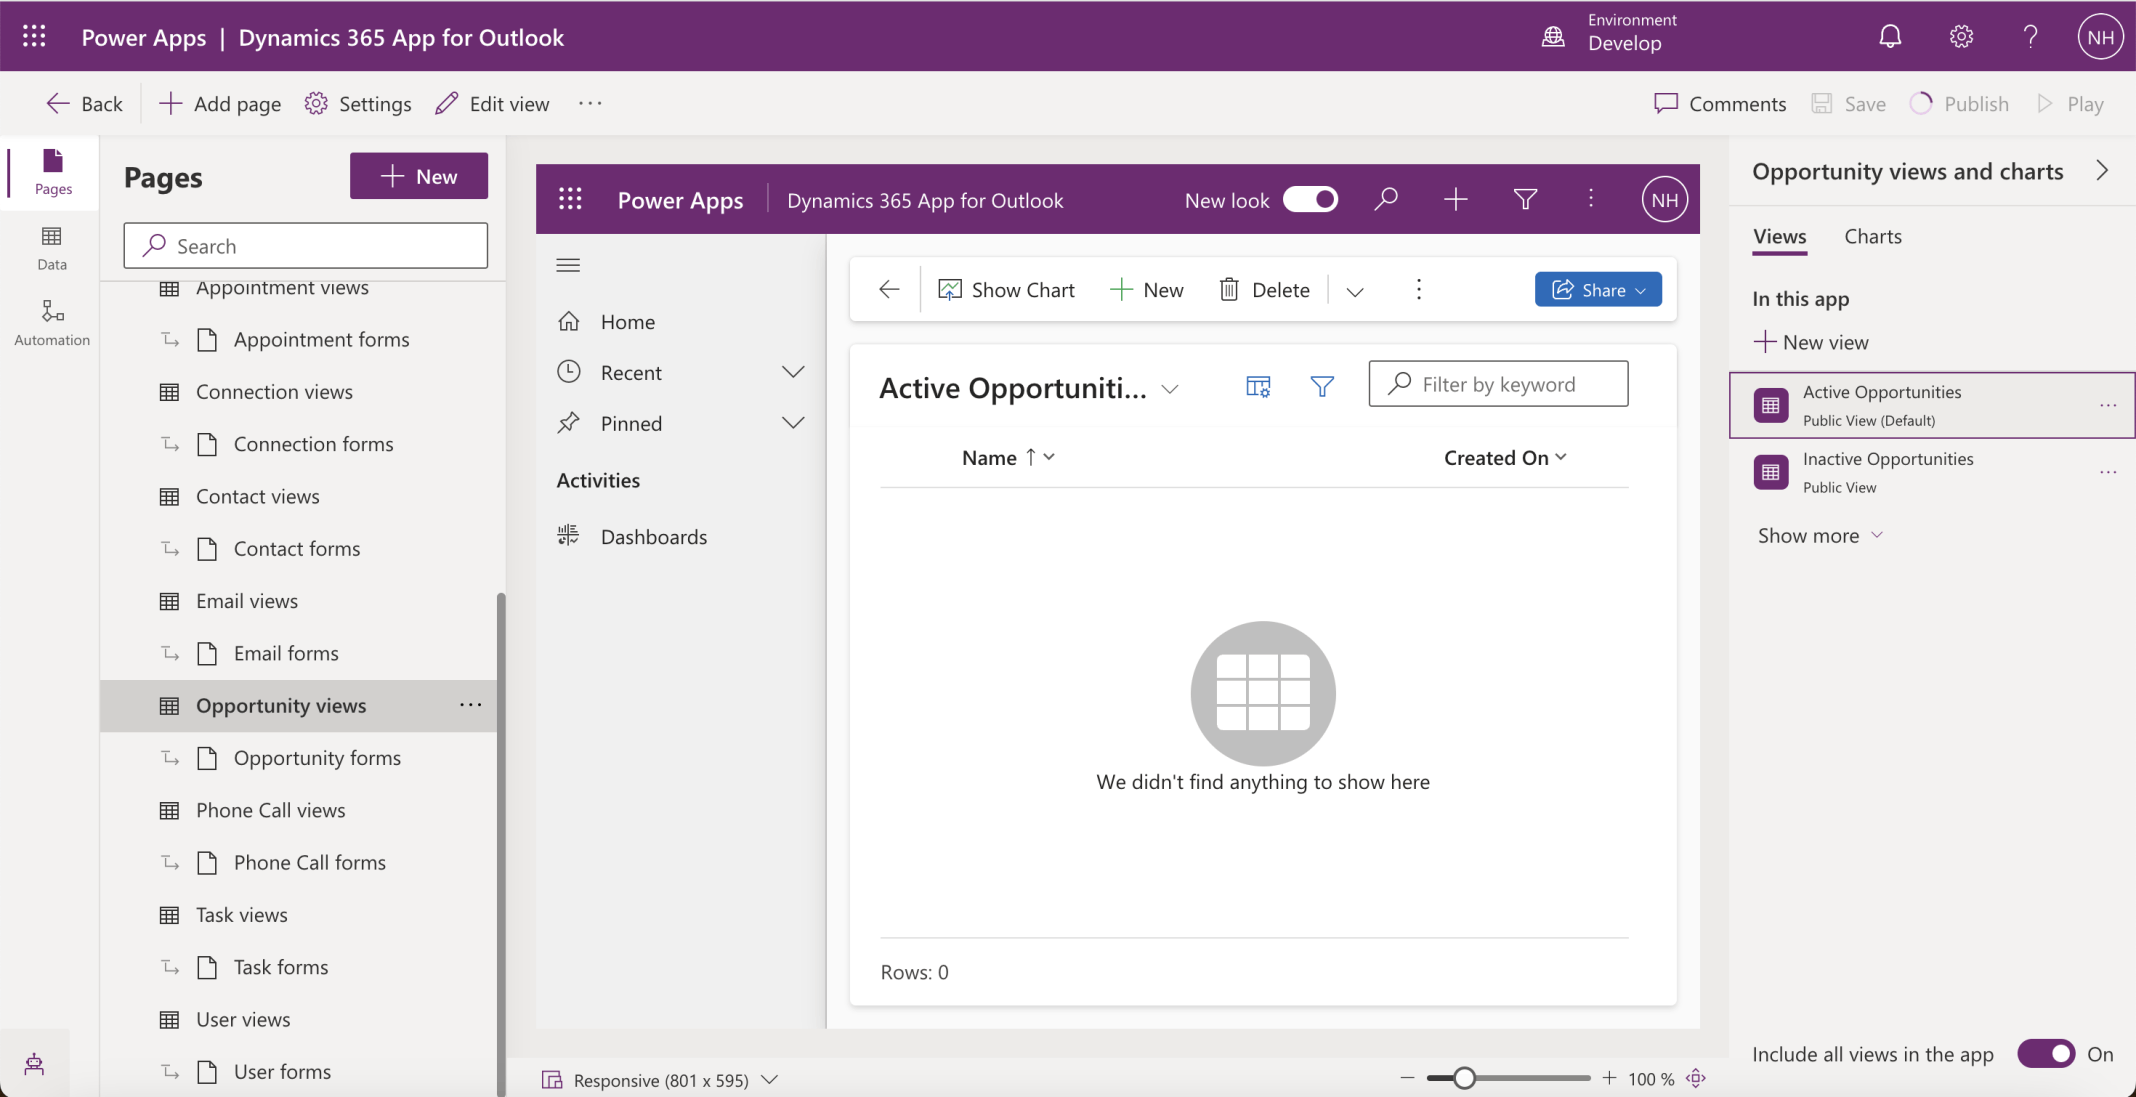 Power Apps | Dynamics 365 App for Outlook
Environment
Develop
NH
Back
Add page
Settings
Edit view
Comments
Save
Publish
Play
Pages
Data
Automation
Pages
New
Search
Appointment views
Appointment forms
Connection views
Connection forms
Contact views
Contact forms
Email views
Email forms
Opportunity views
Opportunity forms
Phone Call views
Phone Call forms
Task views
Task forms
User views
User forms
Power Apps
Dynamics 365 App for Outlook
New look
NH
Home
Recent
Pinned
Activities
Dashboards
Show Chart
New
Delete
Share
Active Opportuniti...
Filter by keyword
Name
Created On
We didn't find anything to show here
Rows: 0
Responsive (801 x 595)
100 %
Opportunity views and charts
Views
Charts
In this app
New view
Active Opportunities
Public View (Default)
Inactive Opportunities
Public View
Show more
Include all views in the app
On